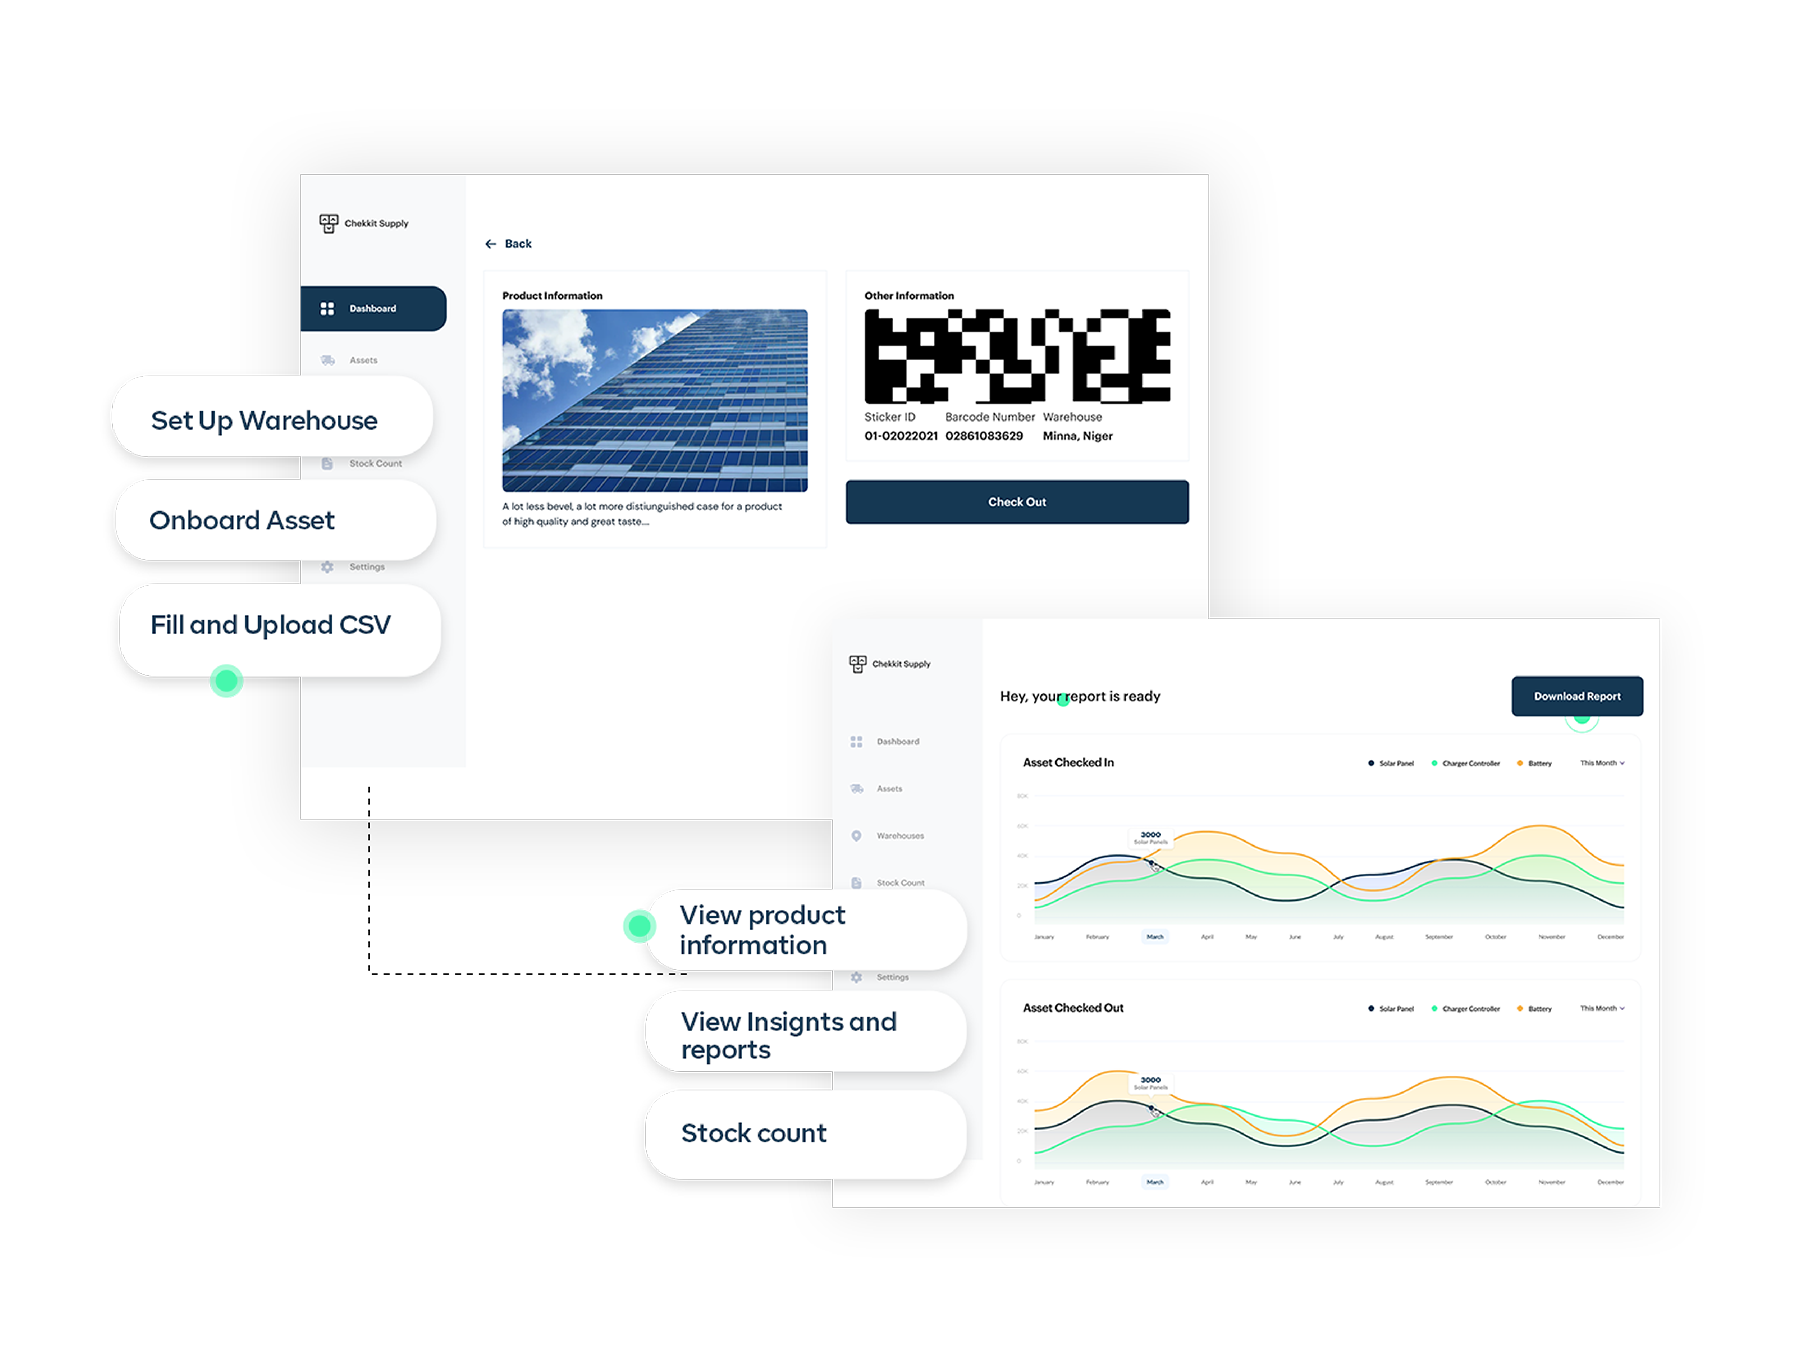 Chekkit Supply
Dashboard
Assets
Set Up Warehouse
Stock Count
Onboard Asset
Settings
Fill and Upload CSV
Back
Product Information
A lot less bevel, a lot more distiunguished case for a product
of high quality and great taste....
Other Information
Sticker ID Barcode Number Warehouse
01-02022021 02861083629 Minna, Niger
Check Out
Chekkit Supply
Dashboard
Assets
Warehouses
Stock Count
View product
information
Settings
View Insignts and
reports
Stock count
Hey, your report is ready
Download Report
Asset Checked In
Solar Panel Charger Controller Battery This Month
80K
60K
40K
20K
0
3000
Solar Panels
January February March April May June July August September October November December
Asset Checked Out
Solar Panel Charger Controller Battery This Month
80K
60K
40K
20K
0
3000
Solar Panels
January February March April May June July August September October November December